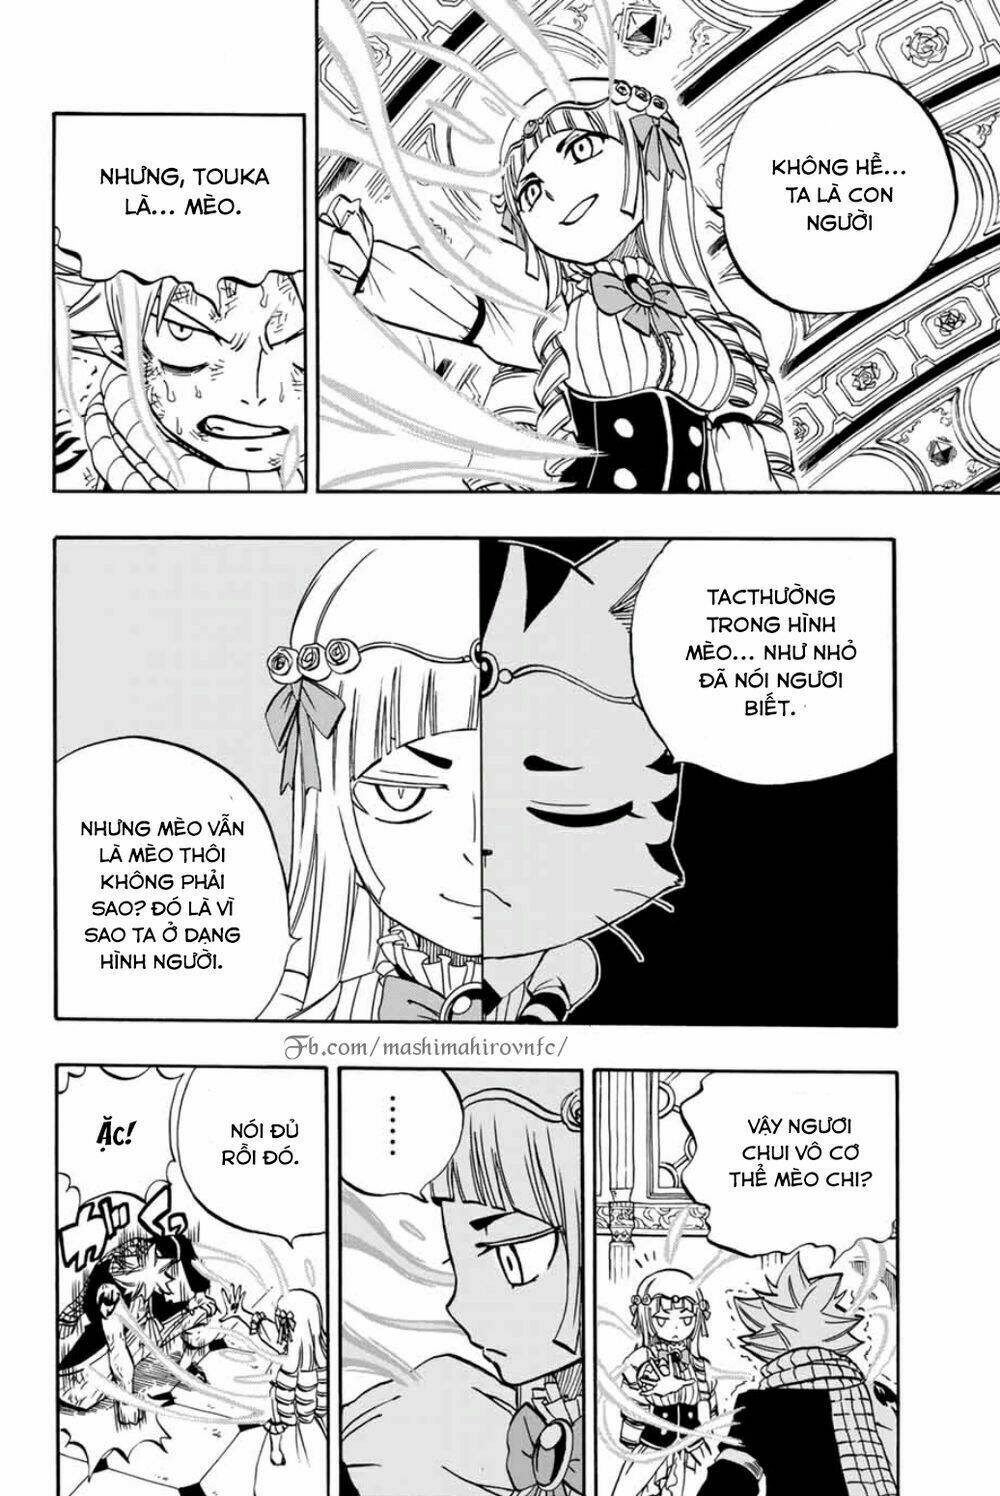 NHƯNG, TOUKA
LÀ... MÈO.
KHÔNG HỀ...
TA LÀ CON
NGƯỜI
TACTHƯỜNG
TRONG HÌNH
MÈO... NHƯ NHỎ
ĐÃ NÓI NGƯƠI
BIẾT.
NHƯNG MÈO VẪN
LÀ MÈO THÔI
KHÔNG PHẢI
SAO? ĐÓ LÀ VÌ
SAO TA Ở DẠNG
HÌNH NGƯỜI.
Fb.com/mashimahirovnfc/
ẶC!
NÓI ĐỦ
RỒI ĐÓ.
......
VẬY NGƯƠI
CHUI VÔ CƠ
THỂ MÈO CHI?